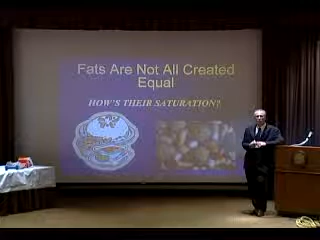 Fats Are Not All Created
Equal
HOW'S THEIR SATURATION?